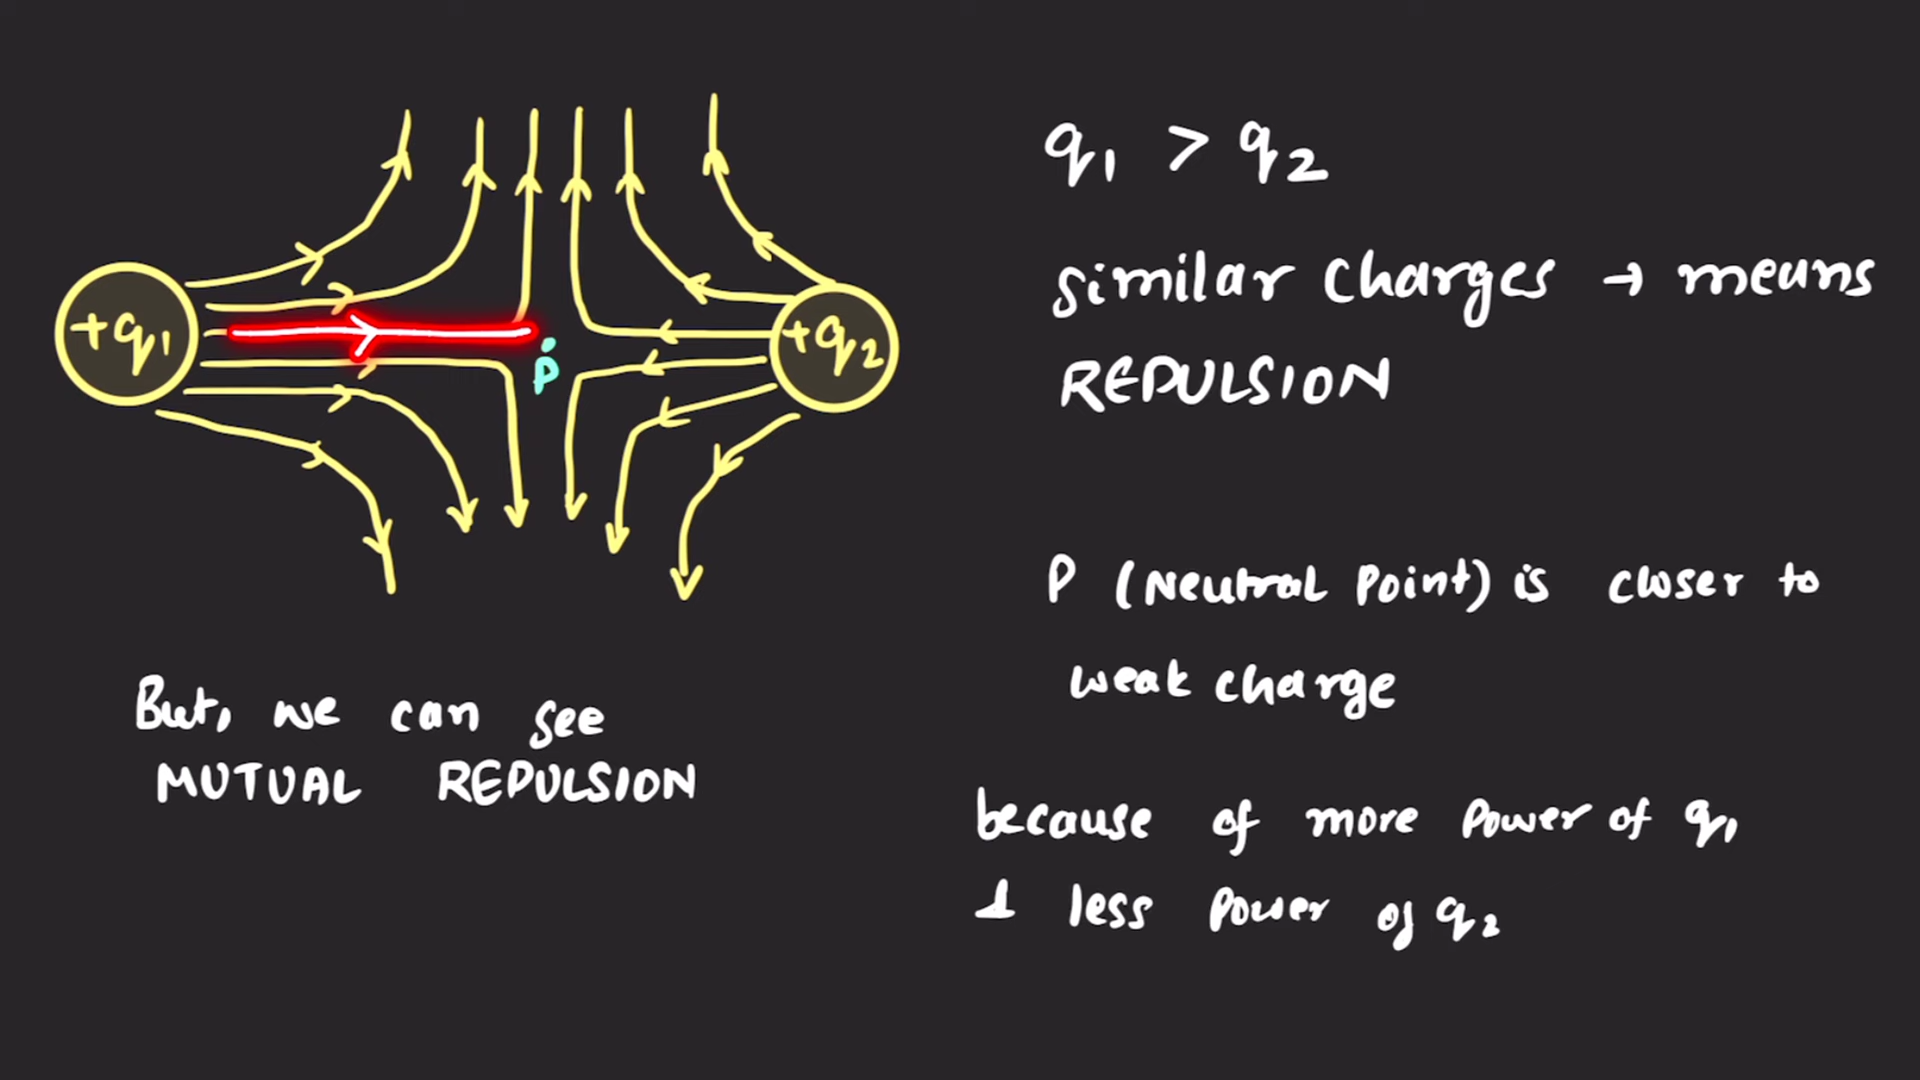 +q1
P
+q2
q1 > q2
similar charges → means
REPULSION
P (Neutral Point) is closer to
weak charge
because of more power of q1
& less power of q2
But, we can see
MUTUAL REPULSION